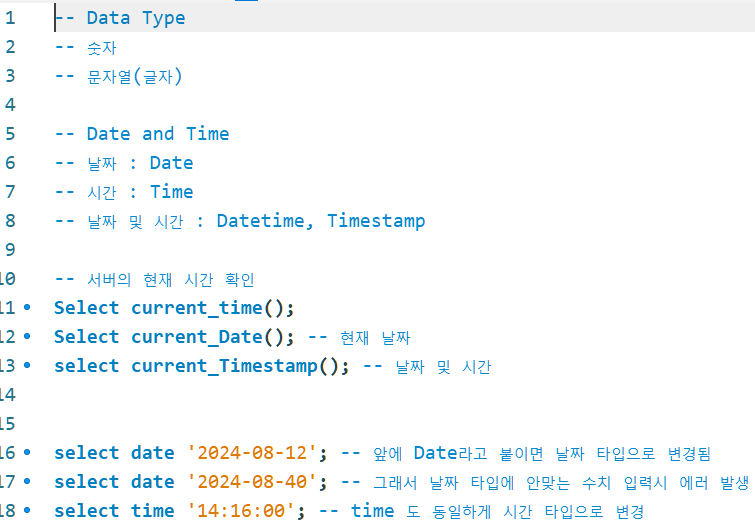 1 -- Data Type
2 -- 숫자
3 -- 문자열(글자)
4
5 -- Date and Time
6 -- 날짜 : Date
7 -- 시간 : Time
8 -- 날짜 및 시간 : Datetime, Timestamp
9
10 -- 서버의 현재 시간 확인
11 Select current_time();
12 Select current_Date(); -- 현재 날짜
13 select current_Timestamp(); -- 날짜 및 시간
14
15
16 select date '2024-08-12'; -- 앞에 Date라고 붙이면 날짜 타입으로 변경됨
17 select date '2024-08-40'; -- 그래서 날짜 타입에 안맞는 수치 입력시 에러 발생
18 select time '14:16:00'; -- time 도 동일하게 시간 타입으로 변경